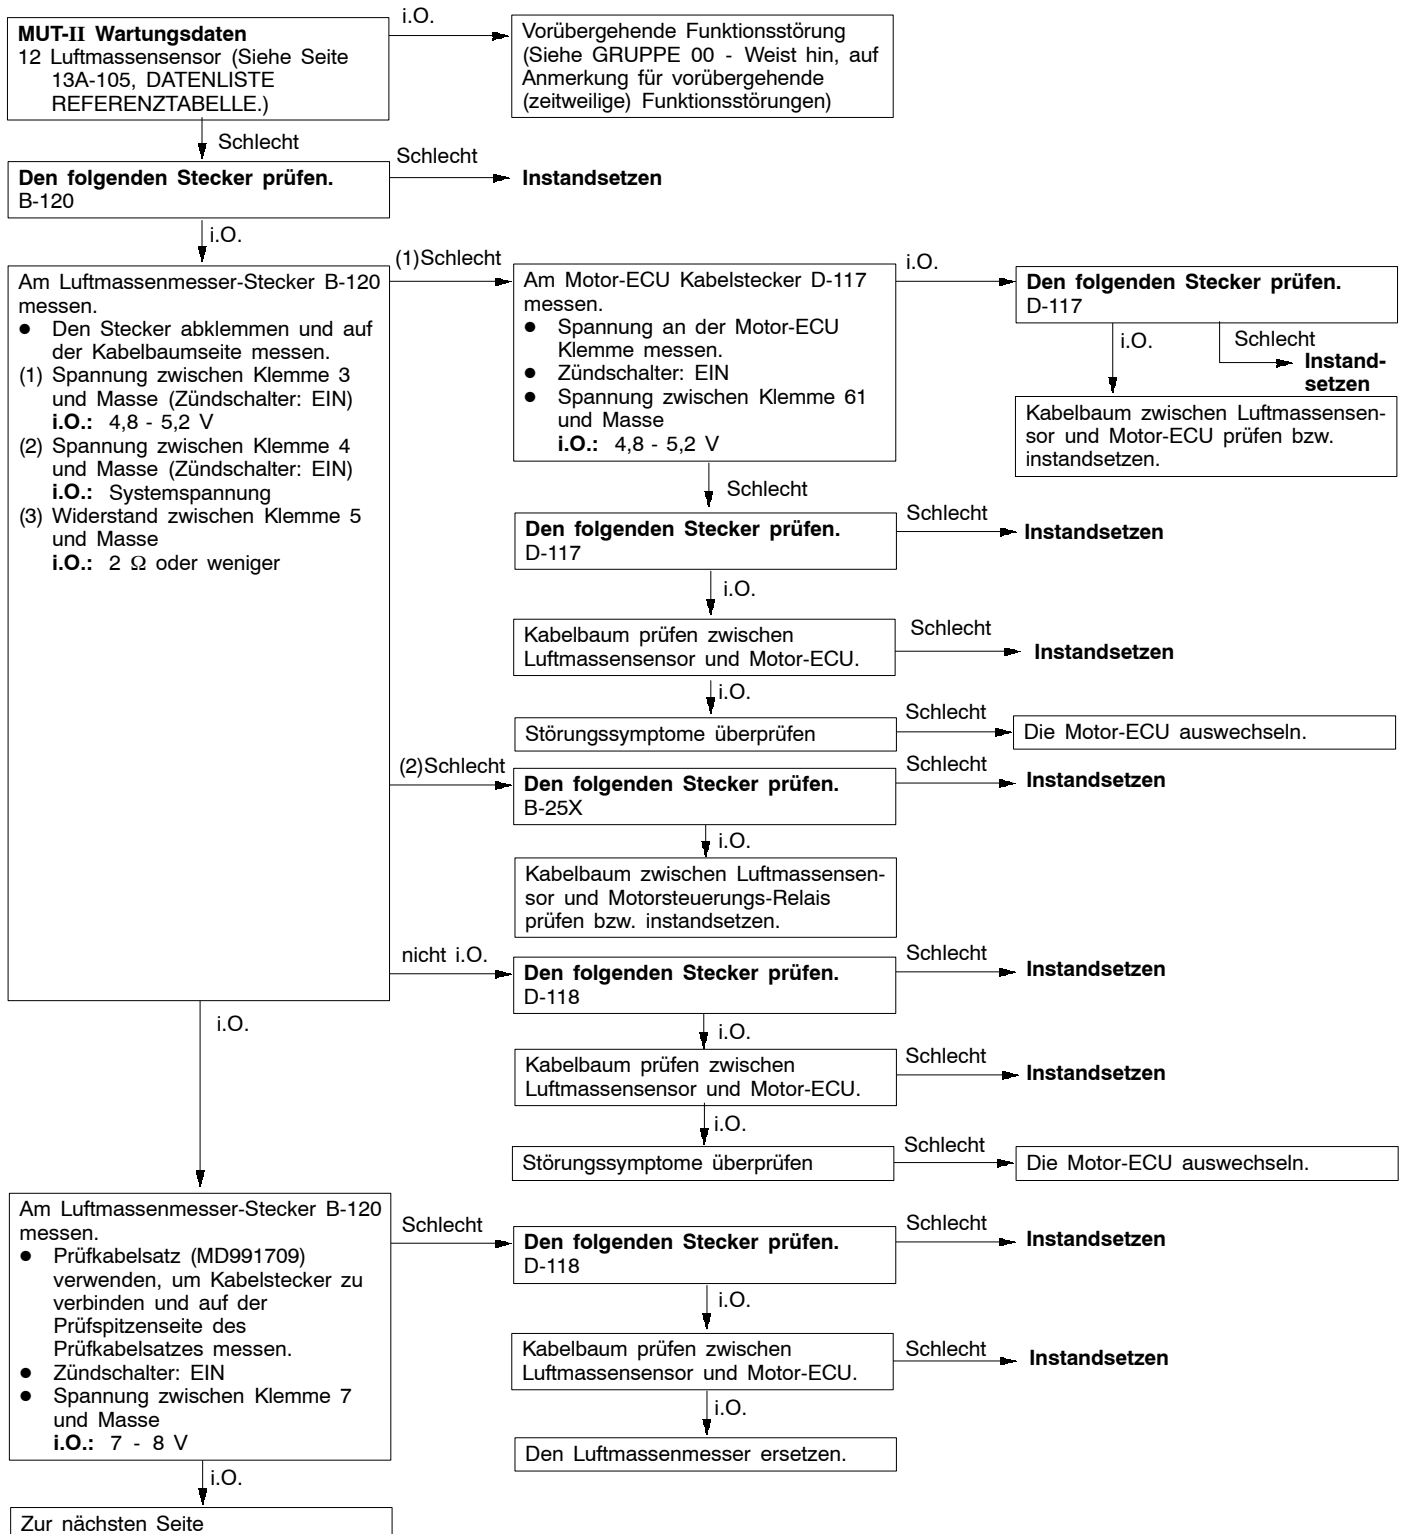 MUT-II Wartungsdaten
12 Luftmassensensor (Siehe Seite
13A-105, DATENLISTE
REFERENZTABELLE.)
i.O.
Vorübergehende Funktionsstörung
(Siehe GRUPPE 00 - Weist hin, auf
Anmerkung für vorübergehende
(zeitweilige) Funktionsstörungen)
Schlecht
Den folgenden Stecker prüfen.
B-120
Schlecht
Instandsetzen
i.O.
Am Luftmassenmesser-Stecker B-120
messen.
● Den Stecker abklemmen und auf
der Kabelbaumseite messen.
(1) Spannung zwischen Klemme 3
und Masse (Zündschalter: EIN)
i.O.: 4,8 - 5,2 V
(2) Spannung zwischen Klemme 4
und Masse (Zündschalter: EIN)
i.O.: Systemspannung
(3) Widerstand zwischen Klemme 5
und Masse
i.O.: 2 Ω oder weniger
(1)Schlecht
Am Motor-ECU Kabelstecker D-117
messen.
● Spannung an der Motor-ECU
Klemme messen.
● Zündschalter: EIN
● Spannung zwischen Klemme 61
und Masse
i.O.: 4,8 - 5,2 V
i.O.
Den folgenden Stecker prüfen.
D-117
i.O.
Schlecht
Instand-
setzen
Kabelbaum zwischen Luftmassensen-
sor und Motor-ECU prüfen bzw.
instandsetzen.
Schlecht
Den folgenden Stecker prüfen.
D-117
Schlecht
Instandsetzen
i.O.
Kabelbaum prüfen zwischen
Luftmassensensor und Motor-ECU.
Schlecht
Instandsetzen
i.O.
Störungssymptome überprüfen
Schlecht
Die Motor-ECU auswechseln.
(2)Schlecht
Den folgenden Stecker prüfen.
B-25X
Schlecht
Instandsetzen
i.O.
Kabelbaum zwischen Luftmassensen-
sor und Motorsteuerungs-Relais
prüfen bzw. instandsetzen.
nicht i.O.
Den folgenden Stecker prüfen.
D-118
Schlecht
Instandsetzen
i.O.
Kabelbaum prüfen zwischen
Luftmassensensor und Motor-ECU.
Schlecht
Instandsetzen
i.O.
Störungssymptome überprüfen
Schlecht
Die Motor-ECU auswechseln.
i.O.
Am Luftmassenmesser-Stecker B-120
messen.
● Prüfkabelsatz (MD991709)
verwenden, um Kabelstecker zu
verbinden und auf der
Prüfspitzenseite des
Prüfkabelsatzes messen.
● Zündschalter: EIN
● Spannung zwischen Klemme 7
und Masse
i.O.: 7 - 8 V
Schlecht
Den folgenden Stecker prüfen.
D-118
Schlecht
Instandsetzen
i.O.
Kabelbaum prüfen zwischen
Luftmassensensor und Motor-ECU.
Schlecht
Instandsetzen
i.O.
Den Luftmassenmesser ersetzen.
i.O.
Zur nächsten Seite